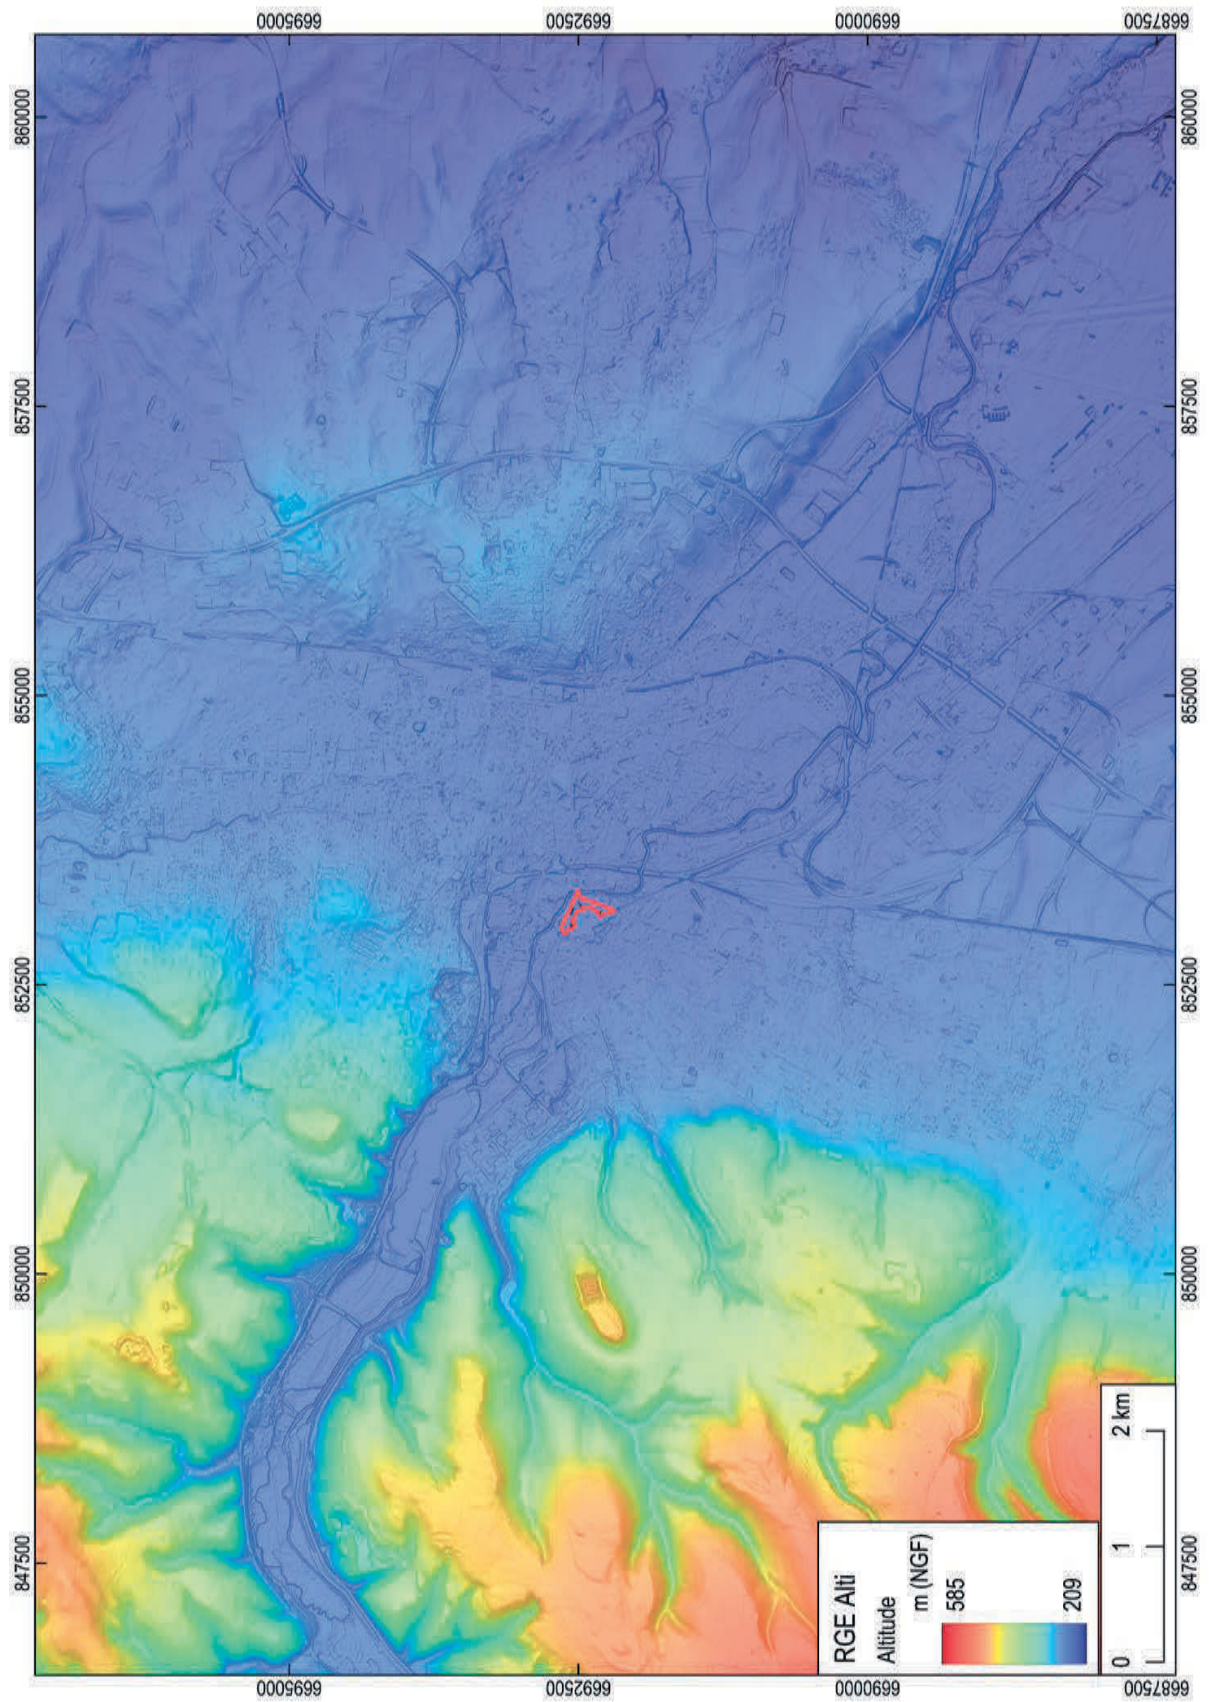 847500 850000 852500 855000 857500 860000
6695000 6695000
6692500 6692500
6690000 6690000
RGE Alti
Altitude
m (NGF)
585
209
0 1 2 km
6687500 6687500
847500 850000 852500 855000 857500 860000